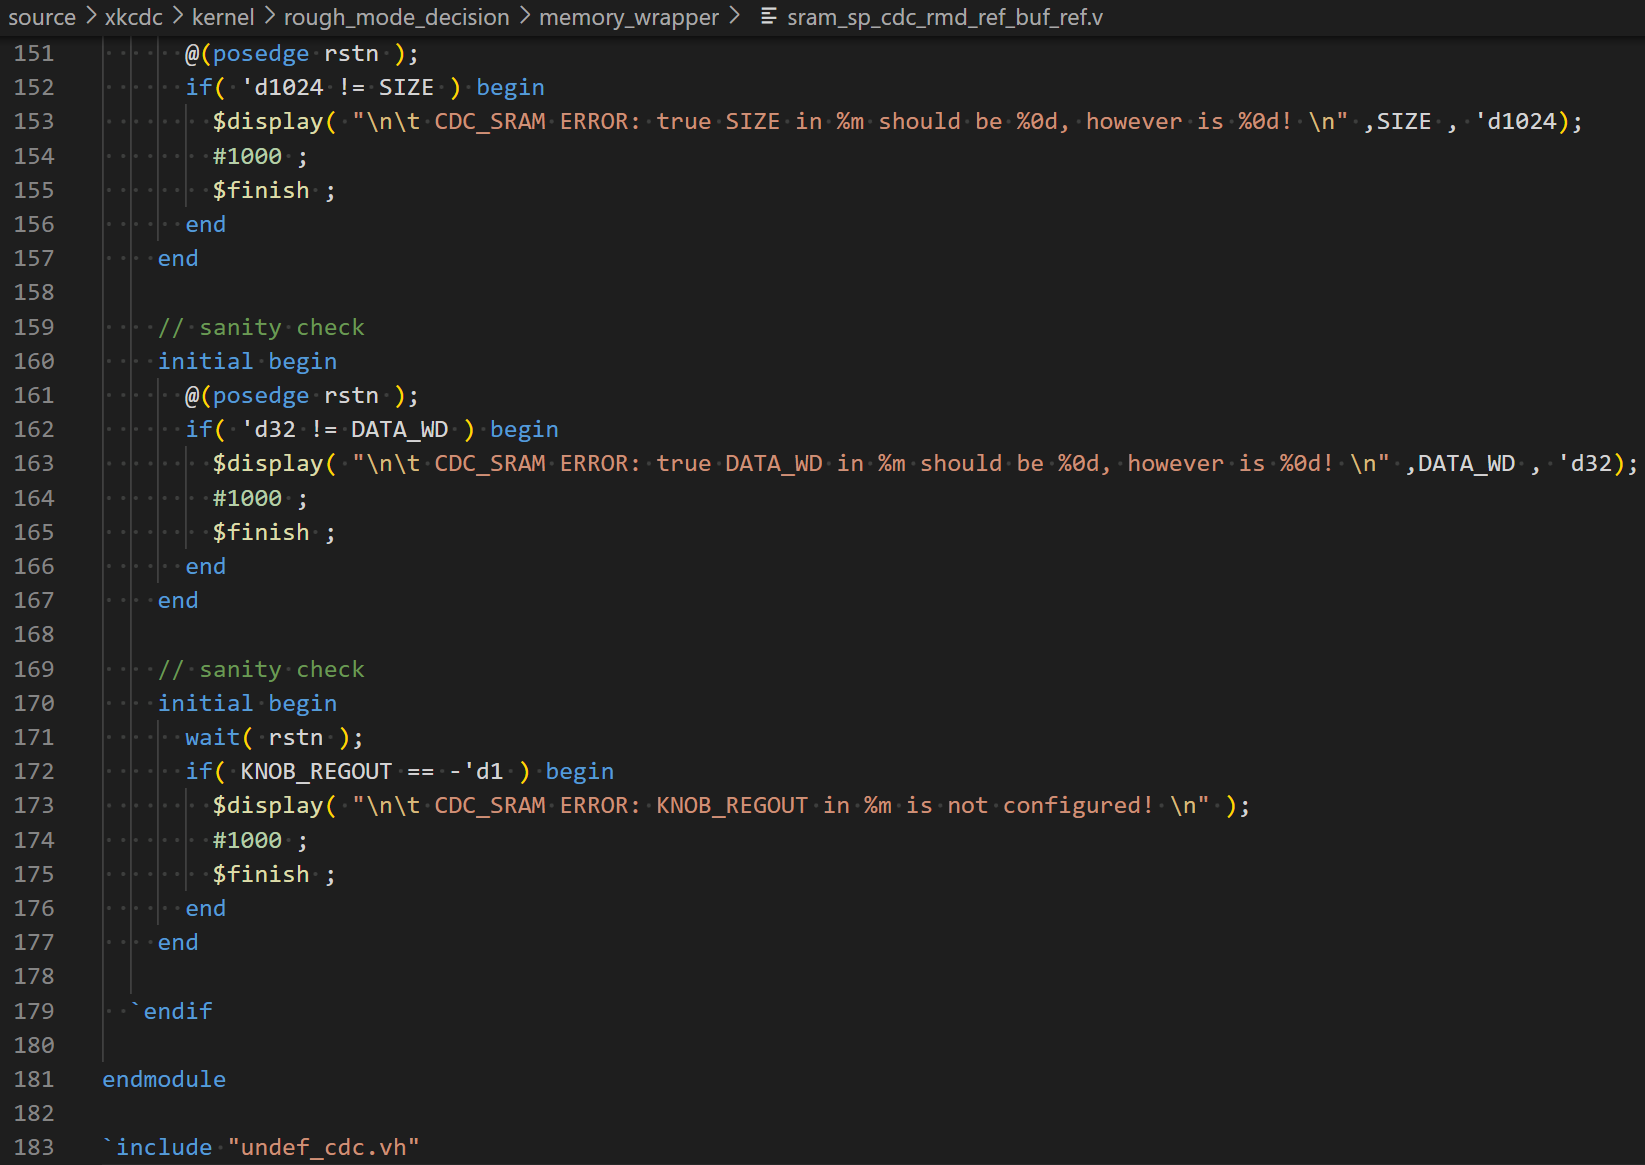 source > xkcdc > kernel > rough_mode_decision > memory_wrapper > sram_sp_cdc_rmd_ref_buf_ref.v
151       @(posedge rstn );
152       if( 'd1024 != SIZE ) begin
153         $display( "\n\t CDC_SRAM ERROR: true SIZE in %m should be %0d, however is %0d! \n" ,SIZE , 'd1024);
154         #1000 ;
155         $finish ;
156       end
157     end
158
159     // sanity check
160     initial begin
161       @(posedge rstn );
162       if( 'd32 != DATA_WD ) begin
163         $display( "\n\t CDC_SRAM ERROR: true DATA_WD in %m should be %0d, however is %0d! \n" ,DATA_WD , 'd32);
164         #1000 ;
165         $finish ;
166       end
167     end
168
169     // sanity check
170     initial begin
171       wait( rstn );
172       if( KNOB_REGOUT == -'d1 ) begin
173         $display( "\n\t CDC_SRAM ERROR: KNOB_REGOUT in %m is not configured! \n" );
174         #1000 ;
175         $finish ;
176       end
177     end
178
179   `endif
180
181 endmodule
182
183 `include "undef_cdc.vh"